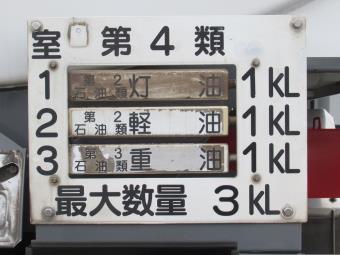 室 第4類
1 第2石油類 灯油 1KL
2 第2石油類 軽油 1KL
3 第3石油類 重油 1KL
最大数量 3KL